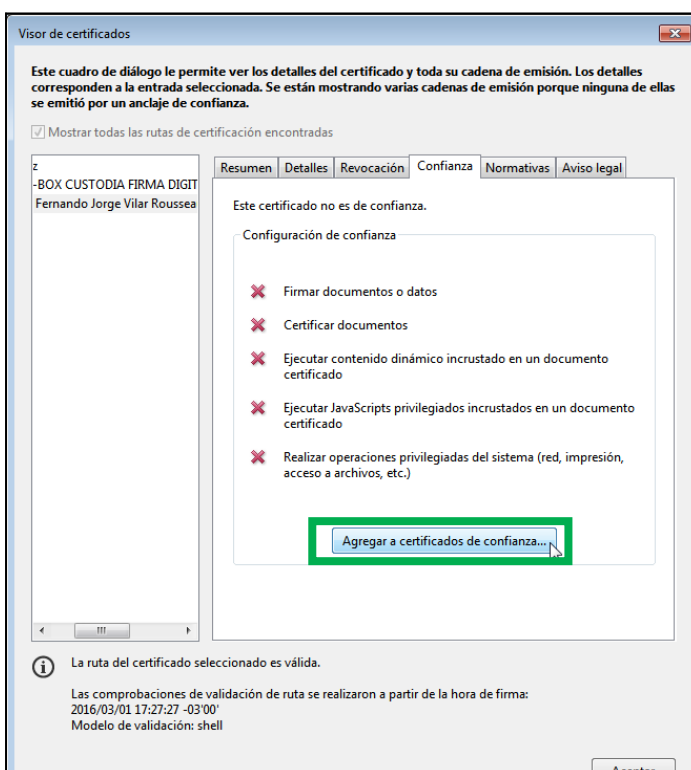 Visor de certificados
Este cuadro de diálogo le permite ver los detalles del certificado y toda su cadena de emisión. Los detalles
corresponden a la entrada seleccionada. Se están mostrando varias cadenas de emisión porque ninguna de ellas
se emitió por un anclaje de confianza.
Mostrar todas las rutas de certificación encontradas
z
-BOX CUSTODIA FIRMA DIGIT
Fernando Jorge Vilar Roussea
Resumen Detalles Revocación Confianza Normativas Aviso legal
Este certificado no es de confianza.
Configuración de confianza
Firmar documentos o datos
Certificar documentos
Ejecutar contenido dinámico incrustado en un documento
certificado
Ejecutar JavaScripts privilegiados incrustados en un documento
certificado
Realizar operaciones privilegiadas del sistema (red, impresión,
acceso a archivos, etc.)
Agregar a certificados de confianza...
La ruta del certificado seleccionado es válida.
Las comprobaciones de validación de ruta se realizaron a partir de la hora de firma:
2016/03/01 17:27:27 -03'00'
Modelo de validación: shell